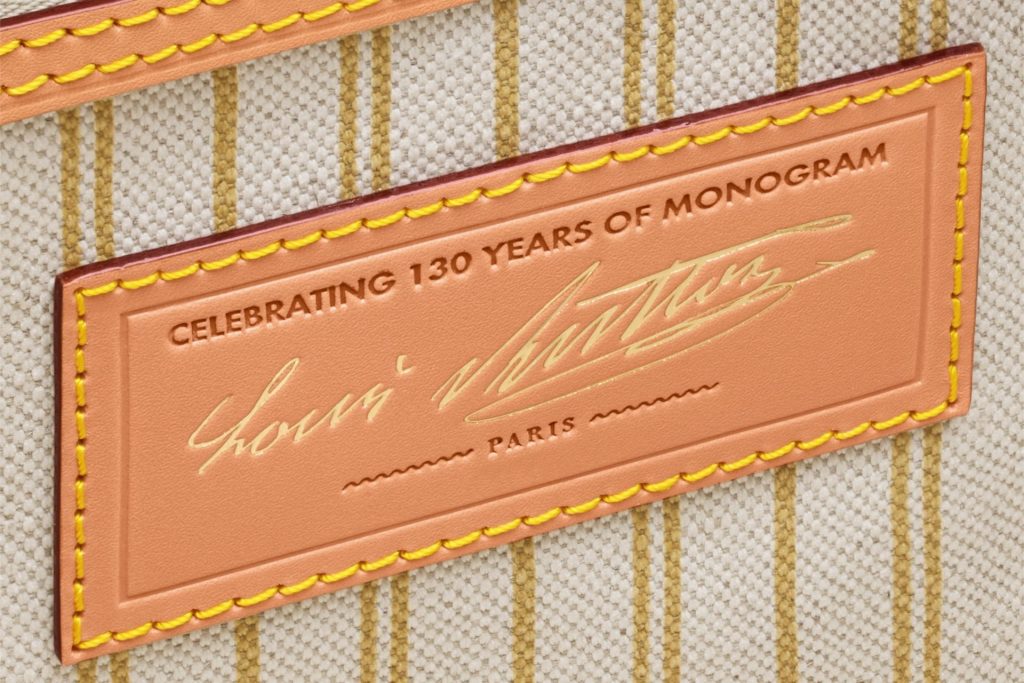 CELEBRATING 130 YEARS OF MONOGRAM
Louis Vuitton
PARIS